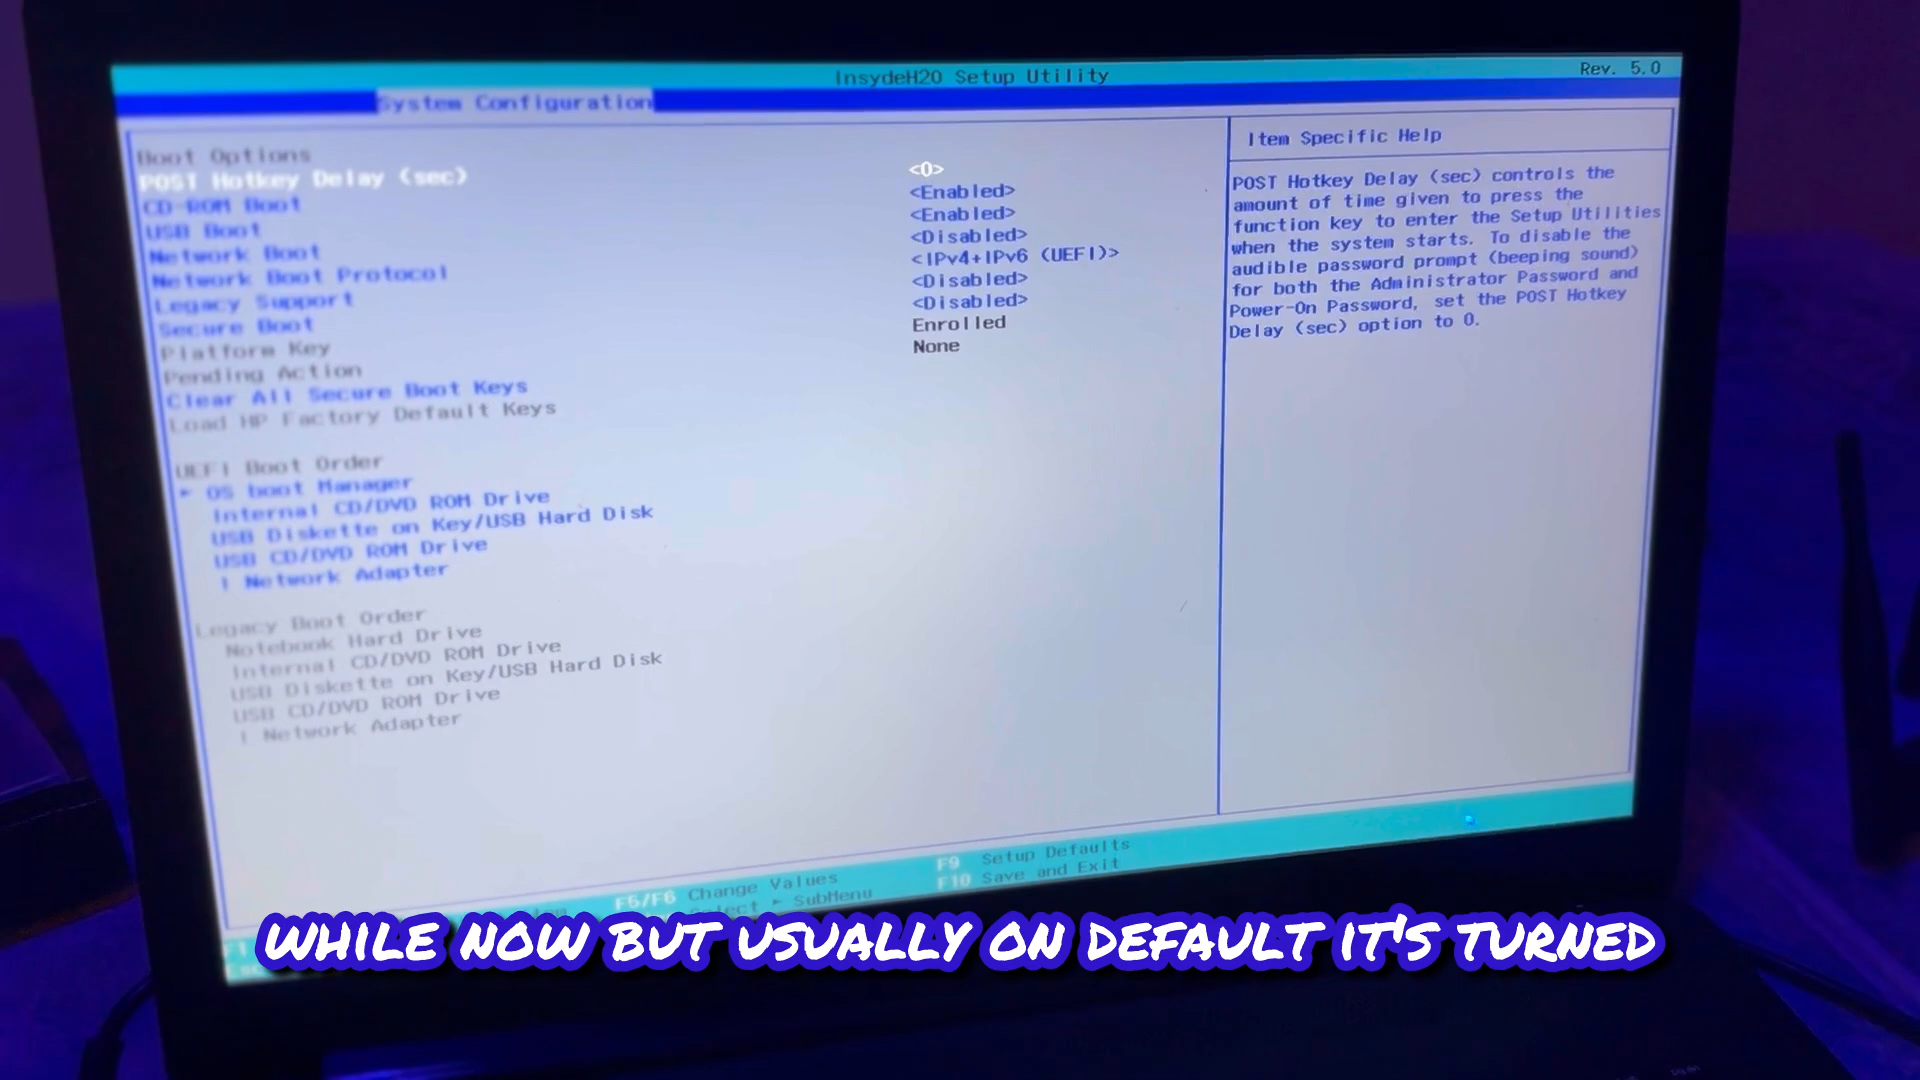 InsydeH20 Setup Utility
Rev. 5.0
System Configuration
Boot Options
POST Hotkey Delay (sec) <0>
CD-ROM Boot <Enabled>
USB Boot <Enabled>
Network Boot <Disabled>
Network Boot Protocol <IPv4+IPv6 (UEFI)>
Legacy Support <Disabled>
Secure Boot <Disabled>
Platform Key Enrolled
Pending Action None
Clear All Secure Boot Keys
Load HP Factory Default Keys
UEFI Boot Order
► OS boot Manager
Internal CD/DVD ROM Drive
USB Diskette on Key/USB Hard Disk
USB CD/DVD ROM Drive
! Network Adapter
Legacy Boot Order
Notebook Hard Drive
Internal CD/DVD ROM Drive
USB Diskette on Key/USB Hard Disk
USB CD/DVD ROM Drive
! Network Adapter
Item Specific Help
POST Hotkey Delay (sec) controls the
amount of time given to press the
function key to enter the Setup Utilities
when the system starts. To disable the
audible password prompt (beeping sound)
for both the Administrator Password and
Power-On Password, set the POST Hotkey
Delay (sec) option to 0.
F5/F6 Change Values
F9 Setup Defaults
► SubMenu
F10 Save and Exit
WHILE NOW BUT USUALLY ON DEFAULT IT'S TURNED